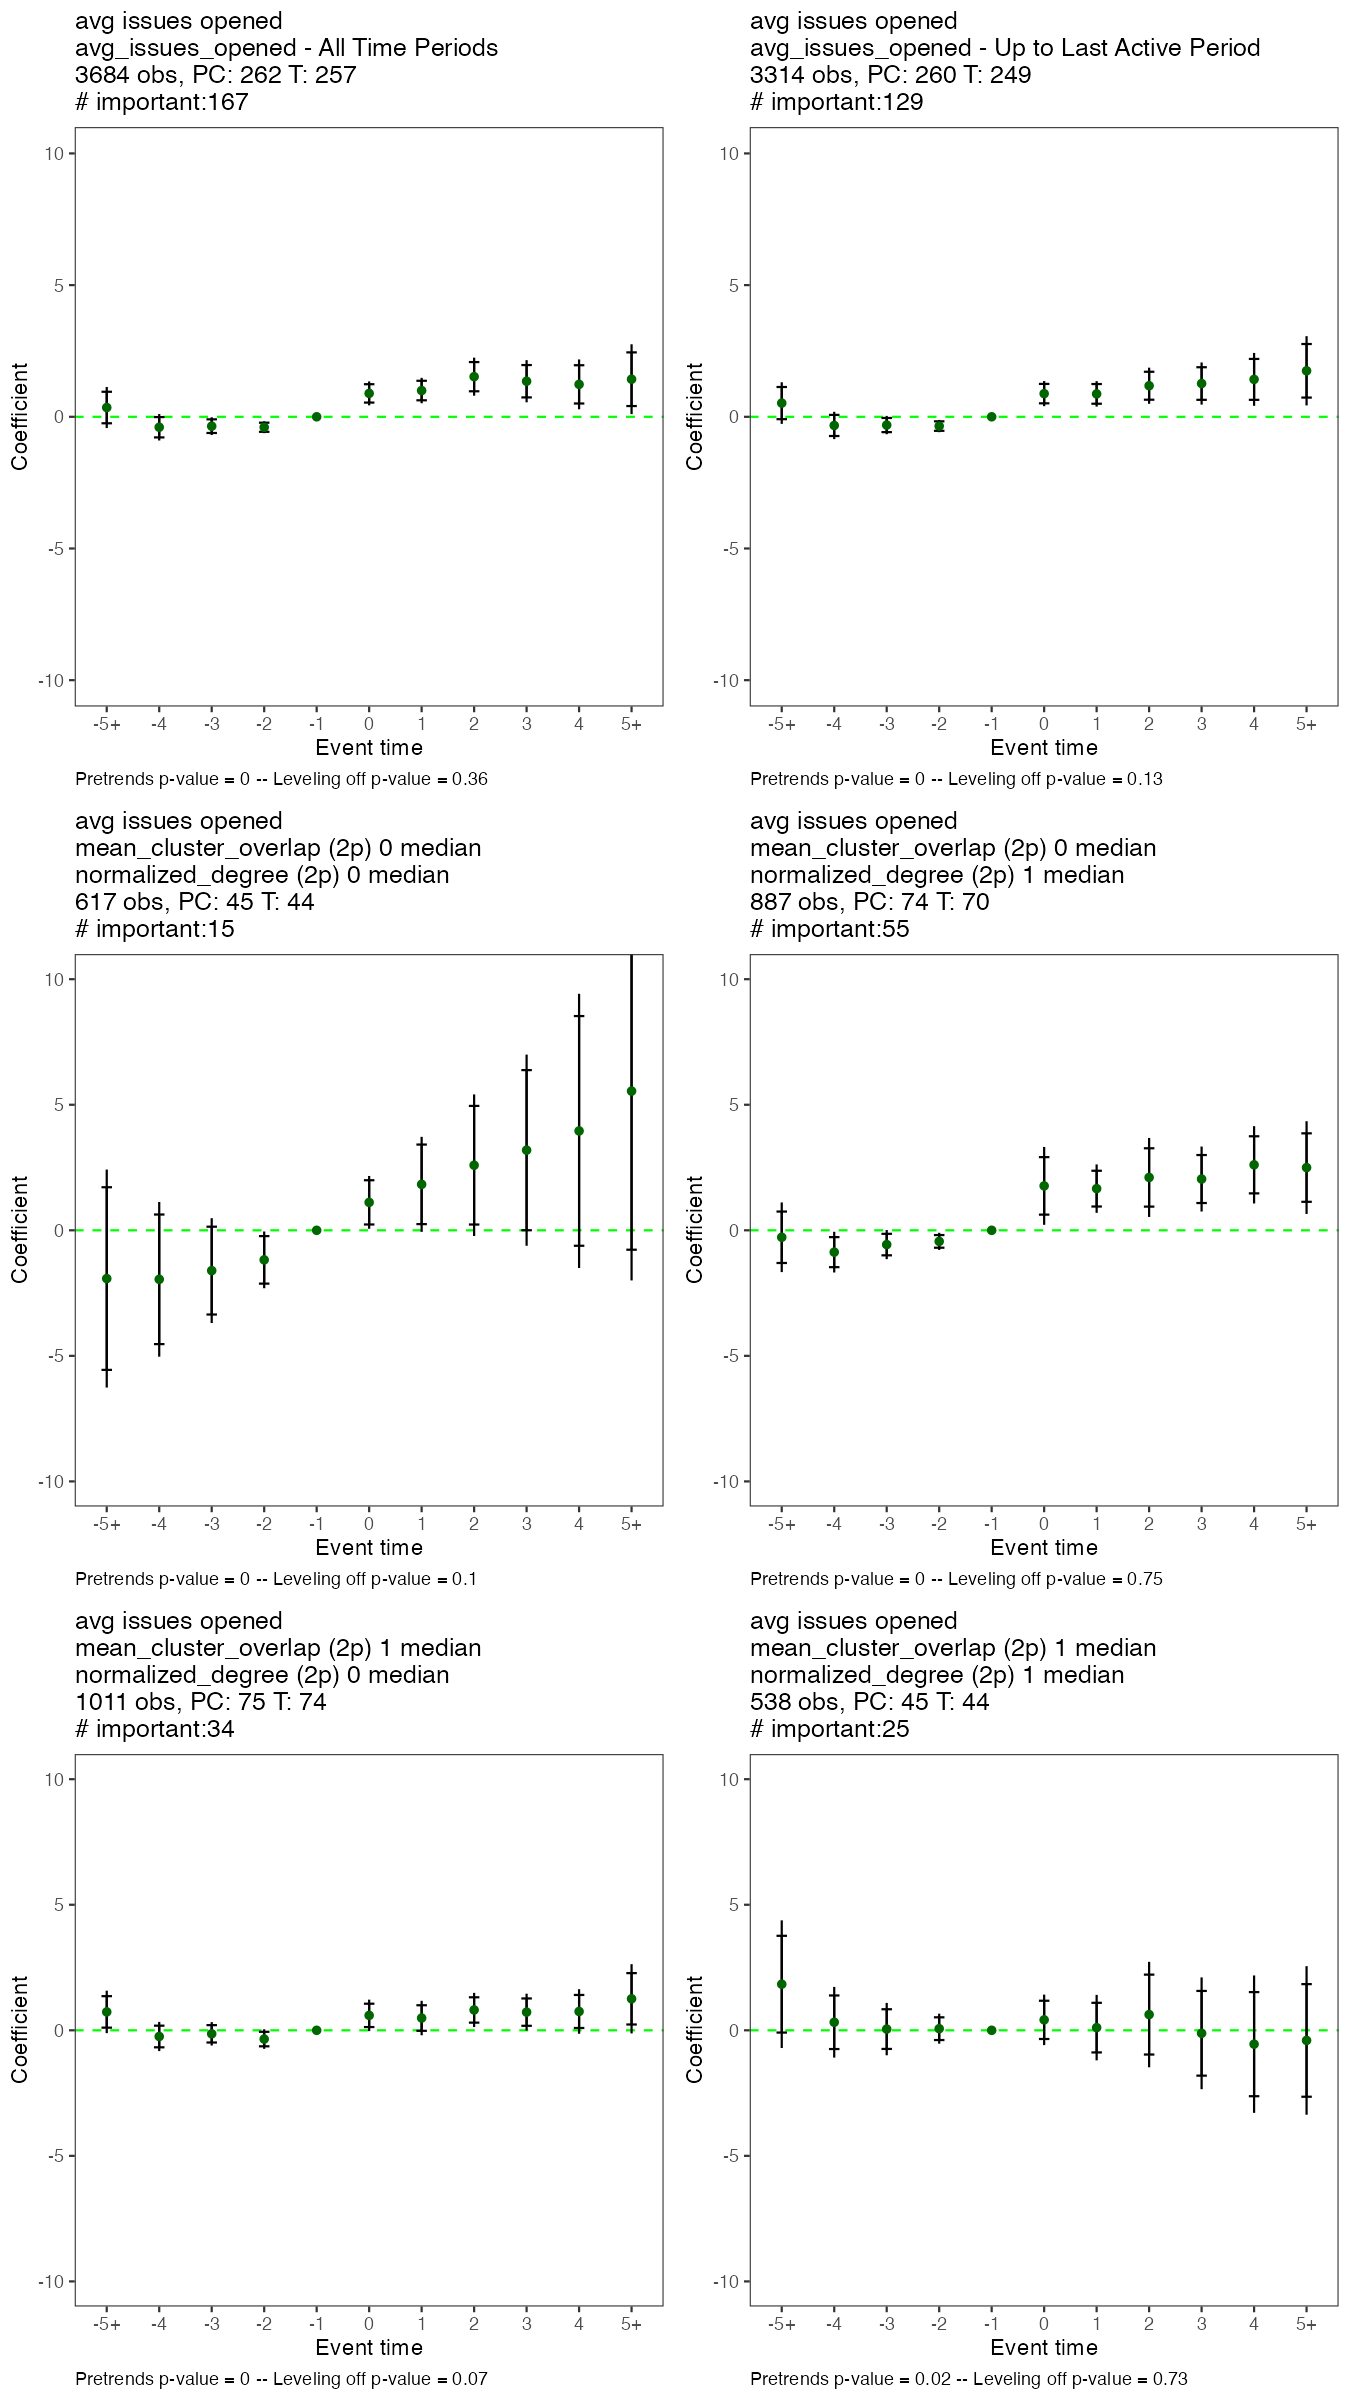 avg issues opened
avg_issues_opened - All Time Periods
3684 obs, PC: 262 T: 257
# important:167
10
5
0
-5
-10
Coefficient
-5+ -4 -3 -2 -1 0 1 2 3 4 5+
Event time
Pretrends p-value = 0 -- Leveling off p-value = 0.36
avg issues opened
avg_issues_opened - Up to Last Active Period
3314 obs, PC: 260 T: 249
# important:129
10
5
0
-5
-10
Coefficient
-5+ -4 -3 -2 -1 0 1 2 3 4 5+
Event time
Pretrends p-value = 0 -- Leveling off p-value = 0.13
avg issues opened
mean_cluster_overlap (2p) 0 median
normalized_degree (2p) 0 median
617 obs, PC: 45 T: 44
# important:15
10
5
0
-5
-10
Coefficient
-5+ -4 -3 -2 -1 0 1 2 3 4 5+
Event time
Pretrends p-value = 0 -- Leveling off p-value = 0.1
avg issues opened
mean_cluster_overlap (2p) 0 median
normalized_degree (2p) 1 median
887 obs, PC: 74 T: 70
# important:55
10
5
0
-5
-10
Coefficient
-5+ -4 -3 -2 -1 0 1 2 3 4 5+
Event time
Pretrends p-value = 0 -- Leveling off p-value = 0.75
avg issues opened
mean_cluster_overlap (2p) 1 median
normalized_degree (2p) 0 median
1011 obs, PC: 75 T: 74
# important:34
10
5
0
-5
-10
Coefficient
-5+ -4 -3 -2 -1 0 1 2 3 4 5+
Event time
Pretrends p-value = 0 -- Leveling off p-value = 0.07
avg issues opened
mean_cluster_overlap (2p) 1 median
normalized_degree (2p) 1 median
538 obs, PC: 45 T: 44
# important:25
10
5
0
-5
-10
Coefficient
-5+ -4 -3 -2 -1 0 1 2 3 4 5+
Event time
Pretrends p-value = 0.02 -- Leveling off p-value = 0.73